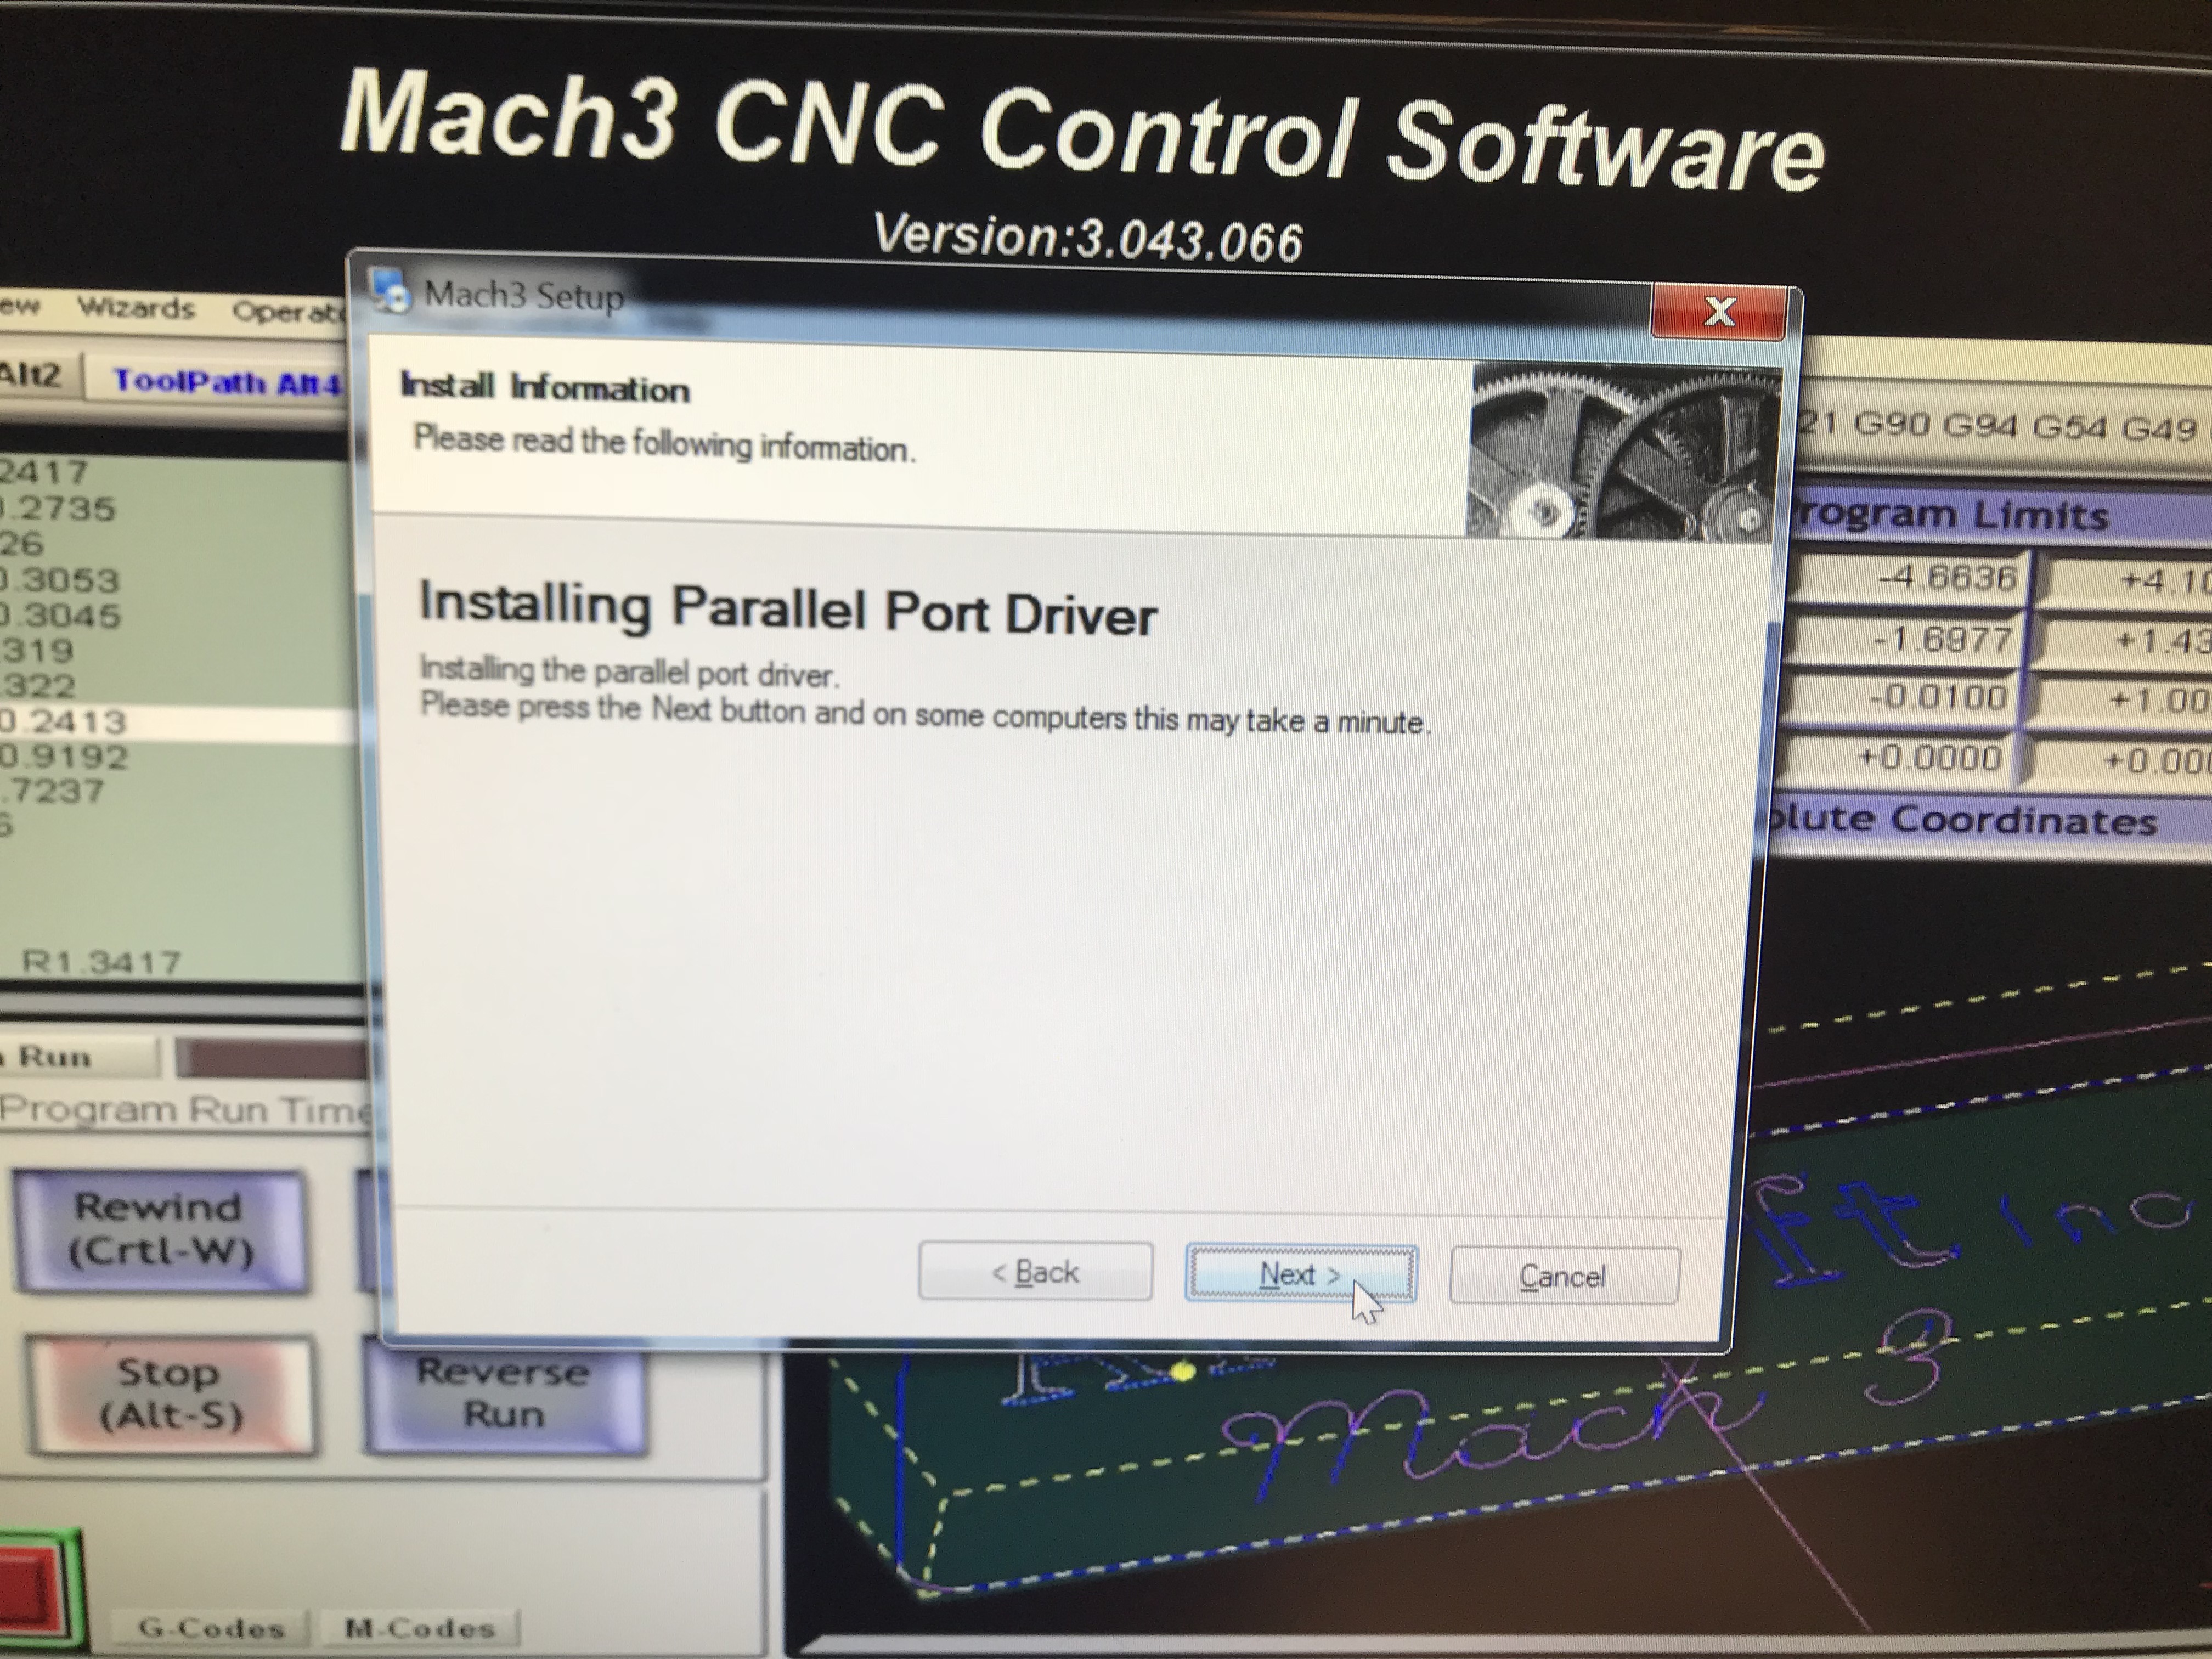 Mach3 CNC Control Software
Version:3.043.066
Mach3 Setup
Wizards
ToolPath Alt4
Alt2
Install Information
Please read the following information.
Installing Parallel Port Driver
Installing the parallel port driver.
Please press the Next button and on some computers this may take a minute.
< Back
Next >
Cancel
2417
.2735
26
.3053
.3045
319
322
0.2413
0.9192
.7237
R1.3417
Run
Program Run Time
Rewind
(Crtl-W)
Stop
(Alt-S)
Reverse
Run
G-Codes
M-Codes
21 G90 G94 G54 G49
rogram Limits
-4.6636
+4.10
-1.6977
+1.43
-0.0100
+1.00
+0.0000
+0.00
olute Coordinates
ft Inc
Mach 3